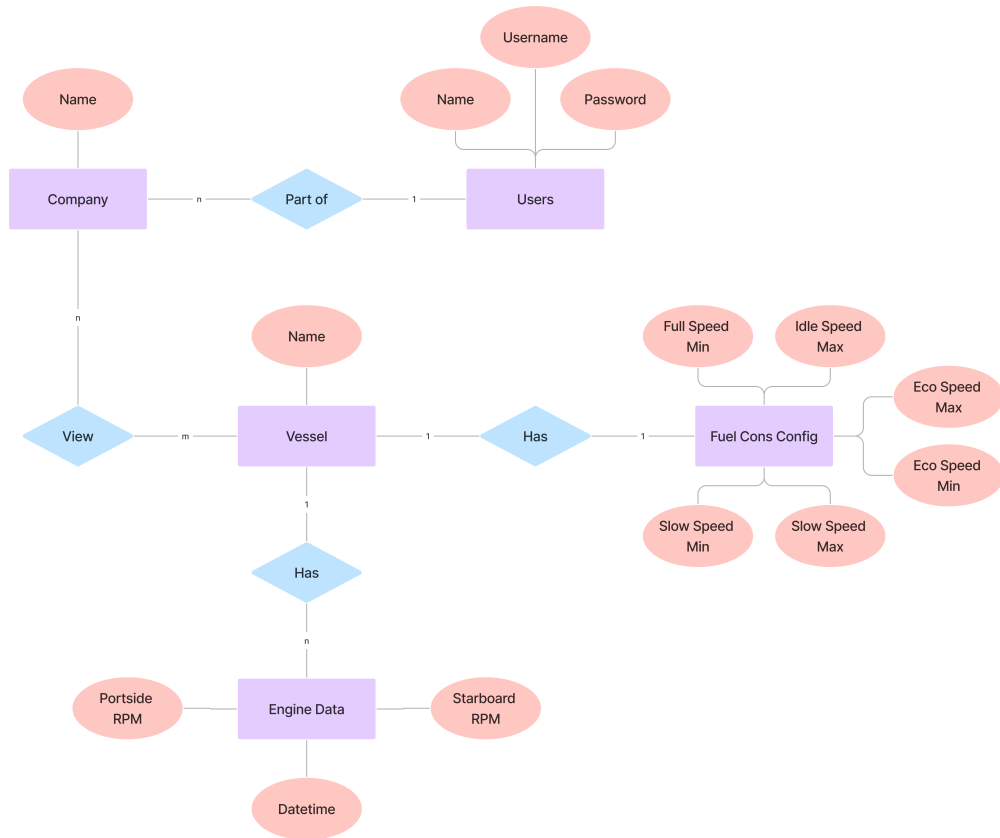 Username
Name
Name
Password
Company
n
Part of
1
Users
n
Name
Full Speed
Min
Idle Speed
Max
Eco Speed
Max
View
m
Vessel
1
Has
1
Fuel Cons Config
Eco Speed
Min
1
Slow Speed
Min
Slow Speed
Max
Has
n
Portside
RPM
Engine Data
Starboard
RPM
Datetime